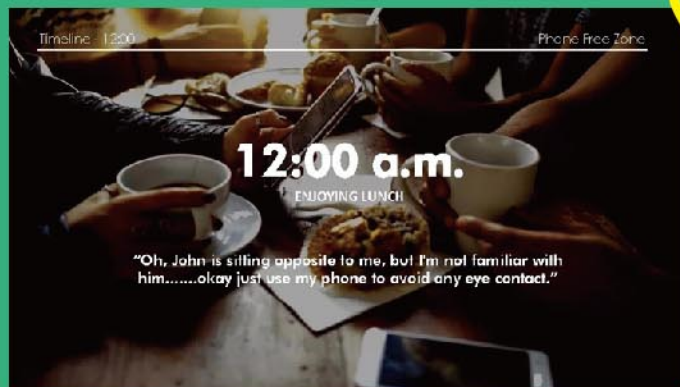 Timeline - 12:00
Phone Free Zone
12:00 a.m.
ENJOYING LUNCH
“Oh, John is sitting opposite to me, but I'm not familiar with
him.......okay just use my phone to avoid any eye contact.”